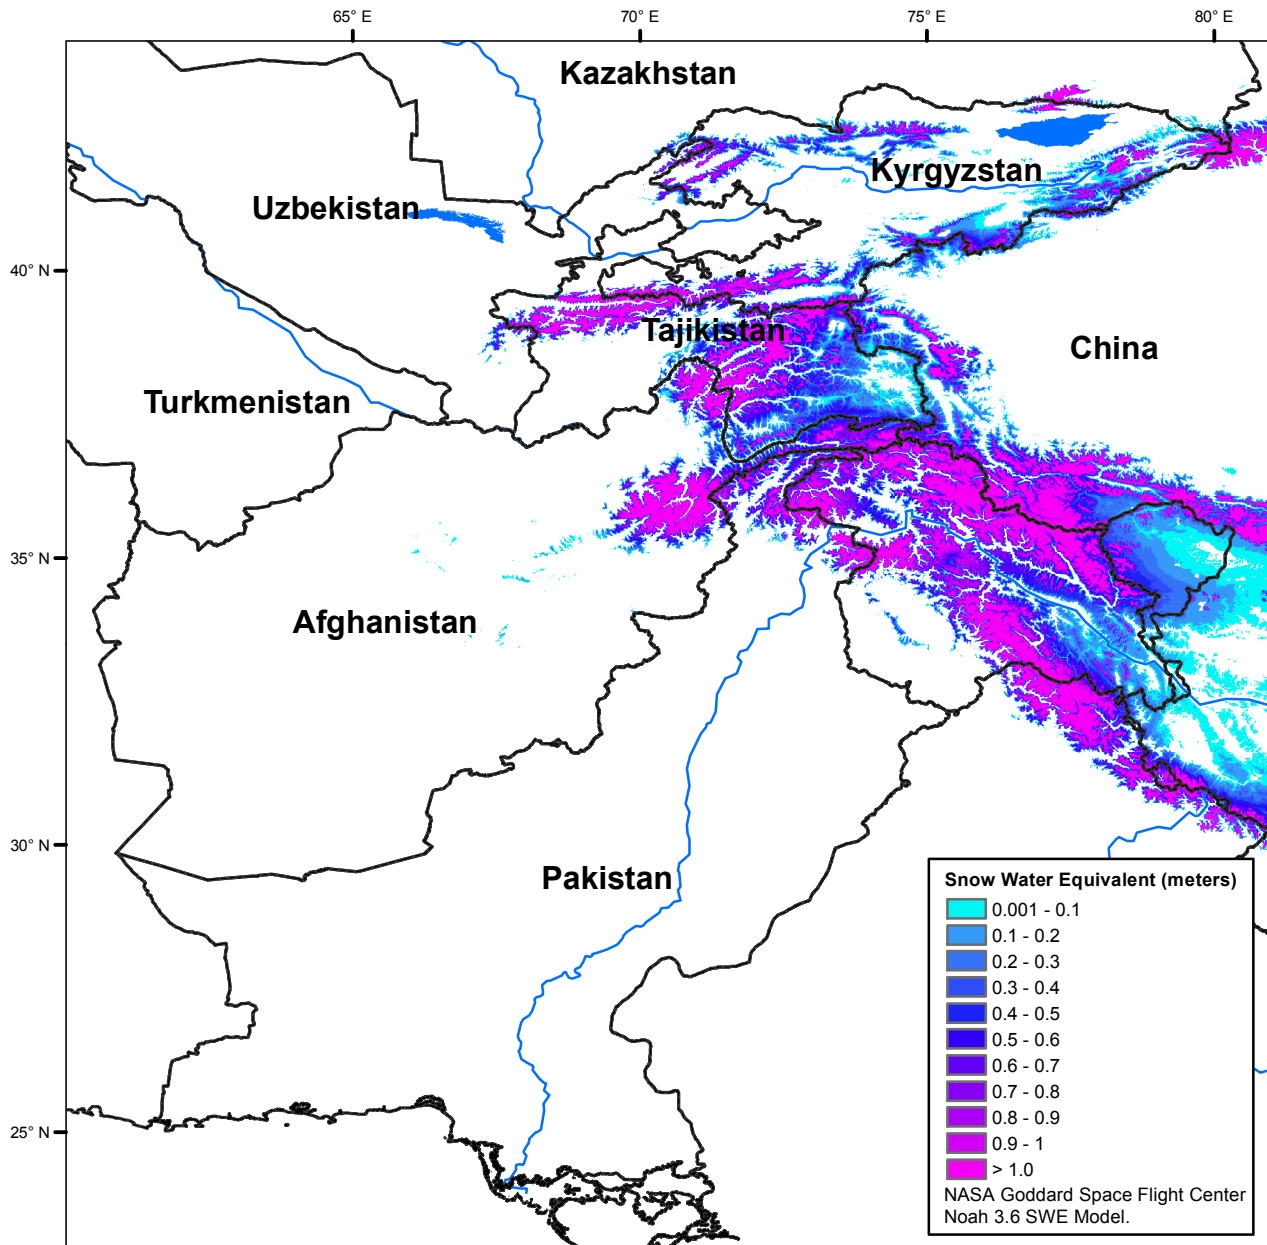 65° E
70° E
75° E
80° E
Kazakhstan
Kyrgyzstan
Uzbekistan
40° N
Tajikistan
China
Turkmenistan
35° N
Afghanistan
30° N
Pakistan
25° N
Snow Water Equivalent (meters)
0.001 - 0.1
0.1 - 0.2
0.2 - 0.3
0.3 - 0.4
0.4 - 0.5
0.5 - 0.6
0.6 - 0.7
0.7 - 0.8
0.8 - 0.9
0.9 - 1
> 1.0
NASA Goddard Space Flight Center
Noah 3.6 SWE Model.